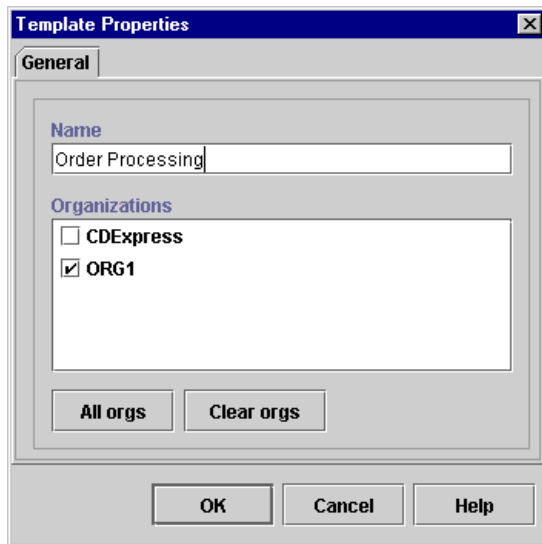 Template Properties
General
Name
Order Processing
Organizations
CDExpress
ORG1
All orgs Clear orgs
OK Cancel Help